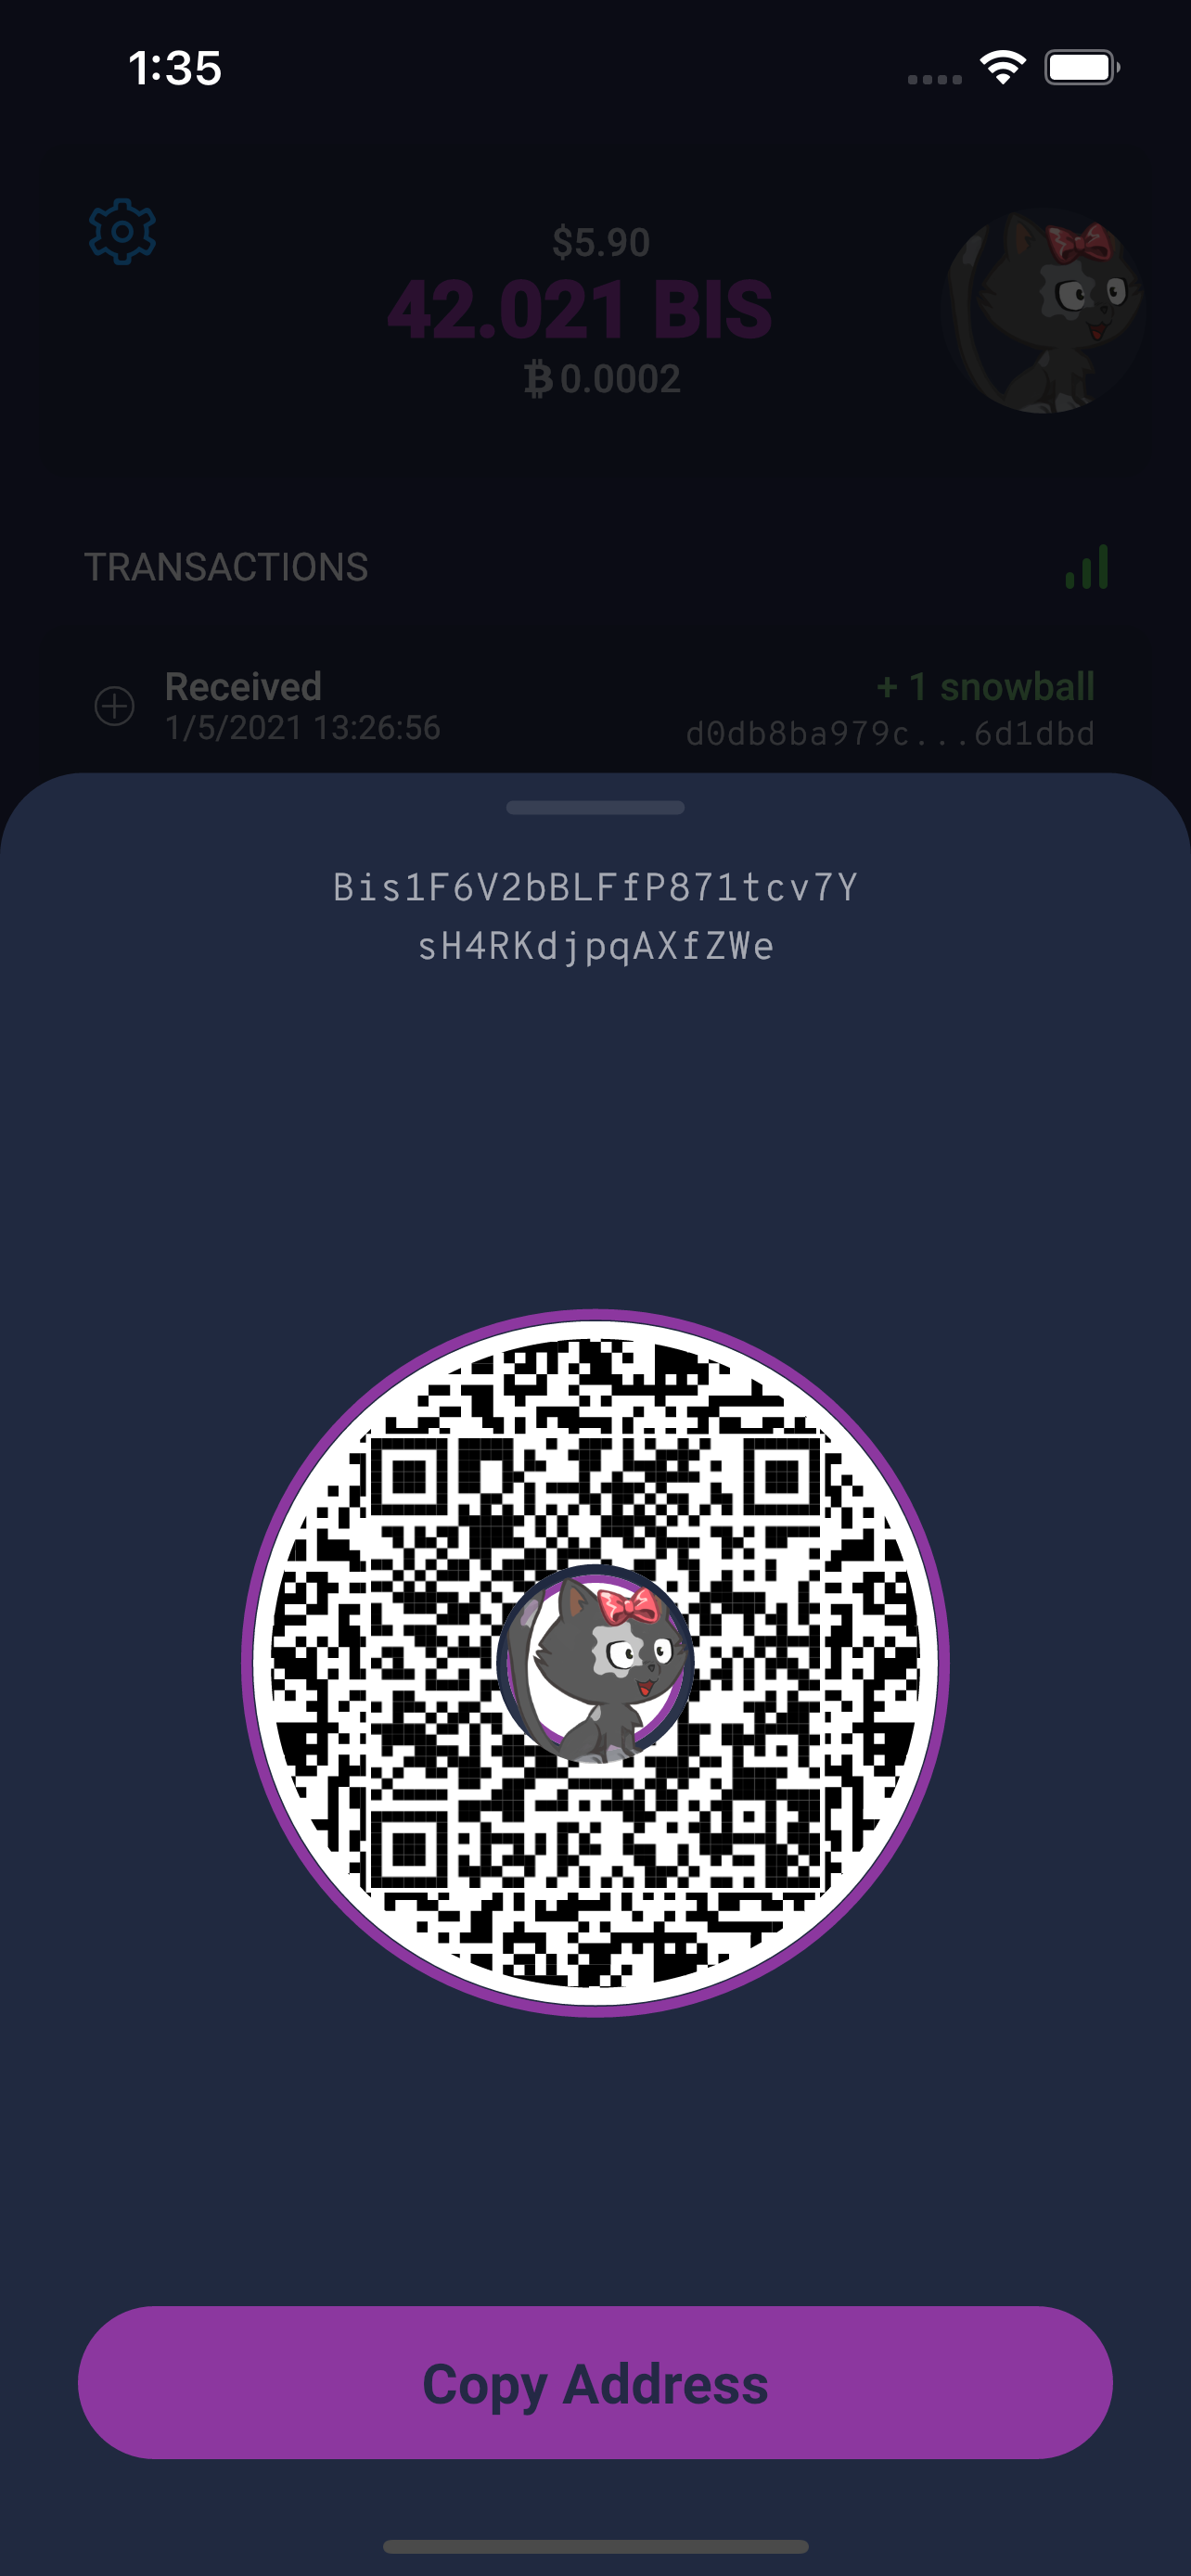 1:35
$5.90
42.021 BIS
₿0.0002
TRANSACTIONS
Received
+ 1 snowball
1/5/2021 13:26:56
d0db8ba979c...6d1dbd
Bis1F6V2bBLFfP871tcv7Y
sH4RKdjpqAXfZWe
Copy Address